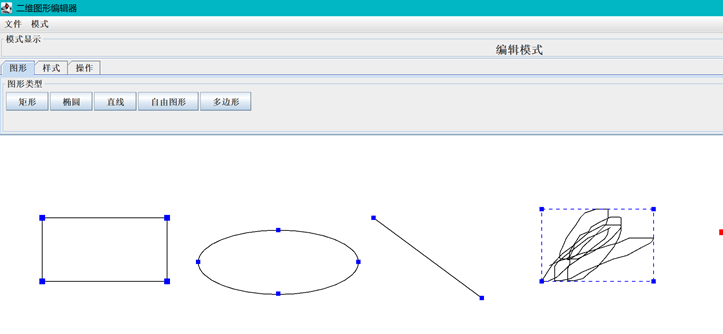 二维图形编辑器
文件 模式
模式显示
编辑模式
图形 样式 操作
图形类型
矩形 椭圆 直线 自由图形 多边形